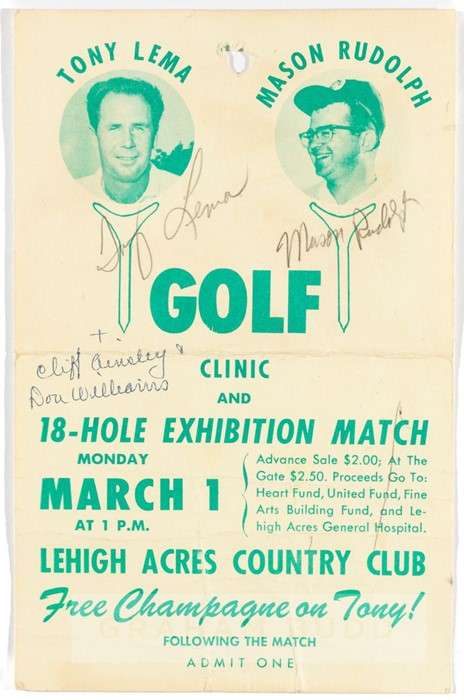 TONY LEMA
MASON RUDOLPH
Tony Lema
Mason Rudolph
GOLF
+
Cliff Ainsley &
Don Williams
CLINIC
AND
18-HOLE EXHIBITION MATCH
MONDAY
MARCH 1
AT 1 P.M.
Advance Sale $2.00; At The
Gate $2.50. Proceeds Go To:
Heart Fund, United Fund, Fine
Arts Building Fund, and Le-
high Acres General Hospital.
LEHIGH ACRES COUNTRY CLUB
Free Champagne on Tony!
GRAHAM BUDD
FOLLOWING THE MATCH
ADMIT ONE